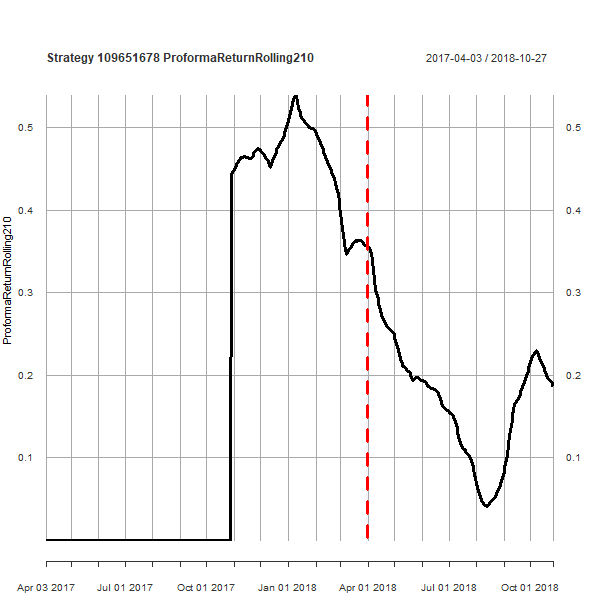 Strategy 109651678 ProformaReturnRolling210
2017-04-03 / 2018-10-27
ProformaReturnRolling210
0.5
0.5
0.4
0.4
0.3
0.3
0.2
0.2
0.1
0.1
Apr 03 2017
Jul 01 2017
Oct 01 2017
Jan 01 2018
Apr 01 2018
Jul 01 2018
Oct 01 2018